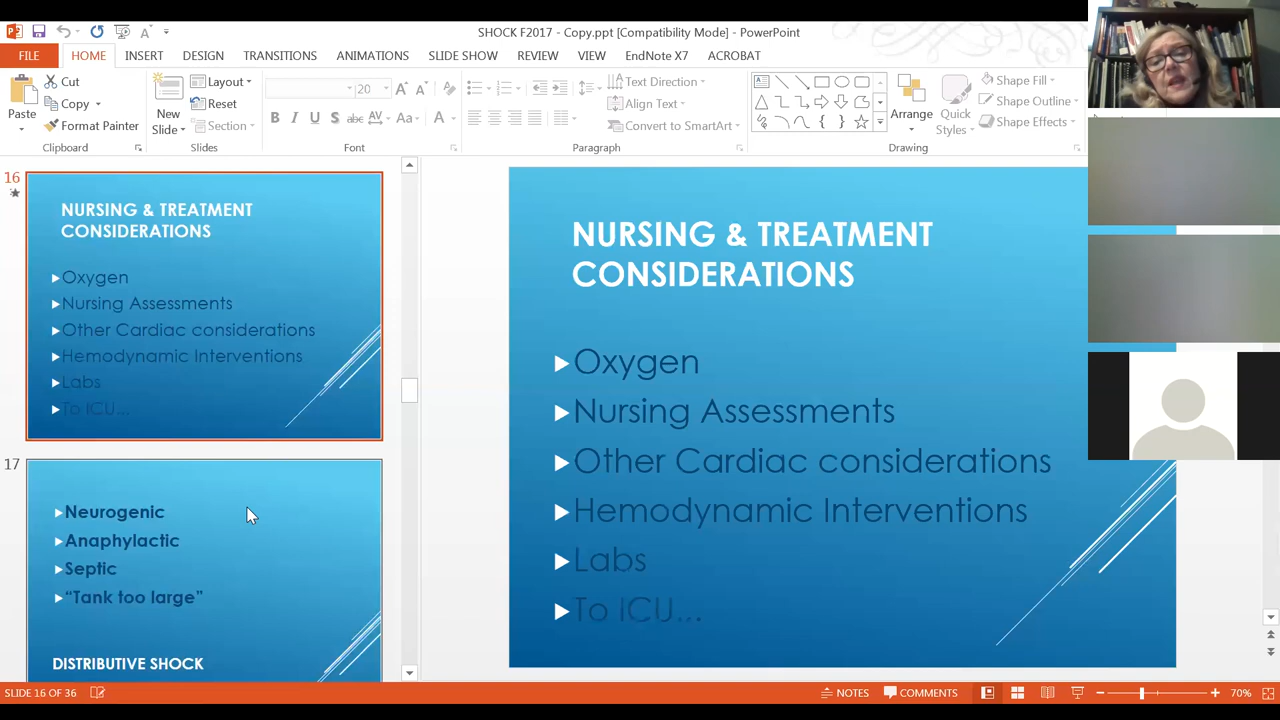 SHOCK F2017 - Copy.ppt [Compatibility Mode] - PowerPoint
FILE HOME INSERT DESIGN TRANSITIONS ANIMATIONS SLIDE SHOW REVIEW VIEW EndNote X7 ACROBAT
Paste
Cut
Copy
Format Painter
Clipboard
New
Slide
Layout
Reset
Section
Slides
20
B I U S abc AV Aa A
Font
Text Direction
Align Text
Convert to SmartArt
Paragraph
Arrange
Quick
Styles
Shape Fill
Shape Outline
Shape Effects
Drawing
16
NURSING & TREATMENT
CONSIDERATIONS
Oxygen
Nursing Assessments
Other Cardiac considerations
Hemodynamic Interventions
Labs
To ICU...
17
Neurogenic
Anaphylactic
Septic
“Tank too large”
DISTRIBUTIVE SHOCK
NURSING & TREATMENT
CONSIDERATIONS
Oxygen
Nursing Assessments
Other Cardiac considerations
Hemodynamic Interventions
Labs
To ICU...
SLIDE 16 OF 36 NOTES COMMENTS 70%